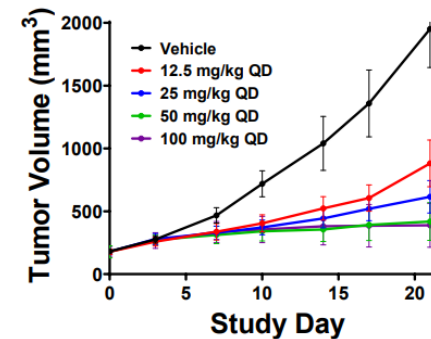 Tumor Volume (mm³)
2000
1500
1000
500
0
Vehicle
12.5 mg/kg QD
25 mg/kg QD
50 mg/kg QD
100 mg/kg QD
0 5 10 15 20
Study Day